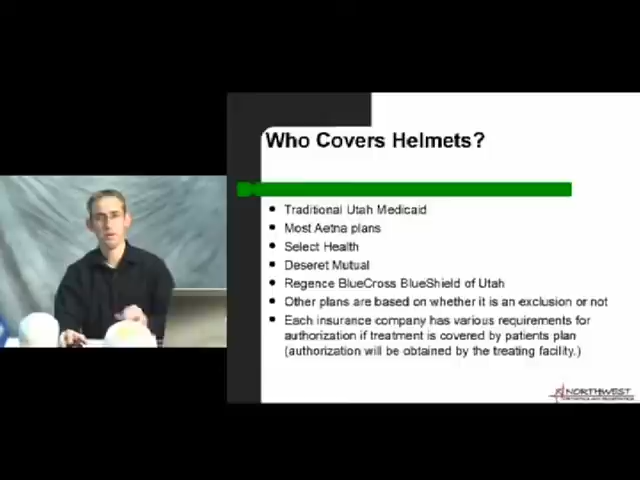 Who Covers Helmets?
Traditional Utah Medicaid
Most Aetna plans
Select Health
Deseret Mutual
Regence BlueCross BlueShield of Utah
Other plans are based on whether it is an exclusion or not
Each insurance company has various requirements for
authorization if treatment is covered by patients plan
(authorization will be obtained by the treating facility.)
NORTHWEST